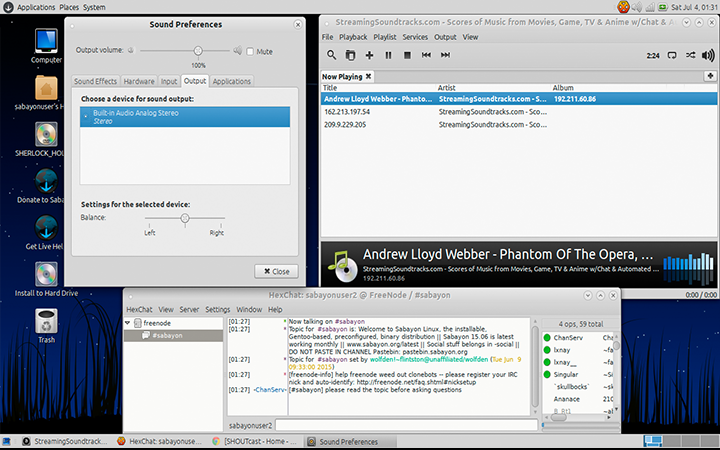 Applications Places System
Sat Jul 4, 01:31
Computer
sabayonuser's H
SHERLOCK_HOL
Donate to Saba
Get Live Hel
Install to Hard Drive
Trash
Sound Preferences
Output volume:
100%
Mute
Sound Effects Hardware Input Output Applications
Choose a device for sound output:
Built-in Audio Analog Stereo
Stereo
Settings for the selected device:
Balance:
Left Right
Close
StreamingSoundtracks.com - Scores of Music from Movies, Game, TV & Anime w/Chat &
File Playback Playlist Services Output View
2:24
Now Playing
Title Artist Album
Andrew Lloyd Webber - Phanto... StreamingSoundtracks.com - S... 192.211.60.86
162.213.197.54 StreamingSoundtracks.com - Sco...
209.9.229.205 StreamingSoundtracks.com - Sco...
Andrew Lloyd Webber - Phantom Of The Opera, ...
StreamingSoundtracks.com - Scores of Music from Movies, Game, TV & Anime w/Chat & Automated ...
192.211.60.86
0:00 / 0:00
HexChat: sabayonuser2 @ FreeNode / #sabayon
HexChat View Server Settings Window Help
freenode
#sabayon
[01:27] * Now talking on #sabayon
[01:27] * Topic for #sabayon is: Welcome to Sabayon Linux, the installable,
Gentoo-based, preconfigured, binary distribution || Sabayon 15.06 is latest
working monthly || www.sabayon.org/latest || Social stuff belongs in -social ||
DO NOT PASTE IN CHANNEL Pastebin: pastebin.sabayon.org
[01:27] * Topic for #sabayon set by wolfden!~flintston@unaffiliated/wolfden (Tue Jun 9
09:33:00 2015)
[01:27] * [freenode-info] help freenode weed out clonebots -- please register your IRC
nick and auto-identify: http://freenode.net/faq.shtml#nicksetup
[01:27] -ChanServ- [#sabayon] please read the topic before asking questions
sabayonuser2
4 ops, 59 total
ChanServ Cha
lxnay ~fa
lxnay__ ~fa
Singular ~Si
`skullbocks` ~sk
Ananace 210
StreamingSoundtrack...
HexChat: sabayonuse...
[SHOUTcast - Home - ...
Sound Preferences